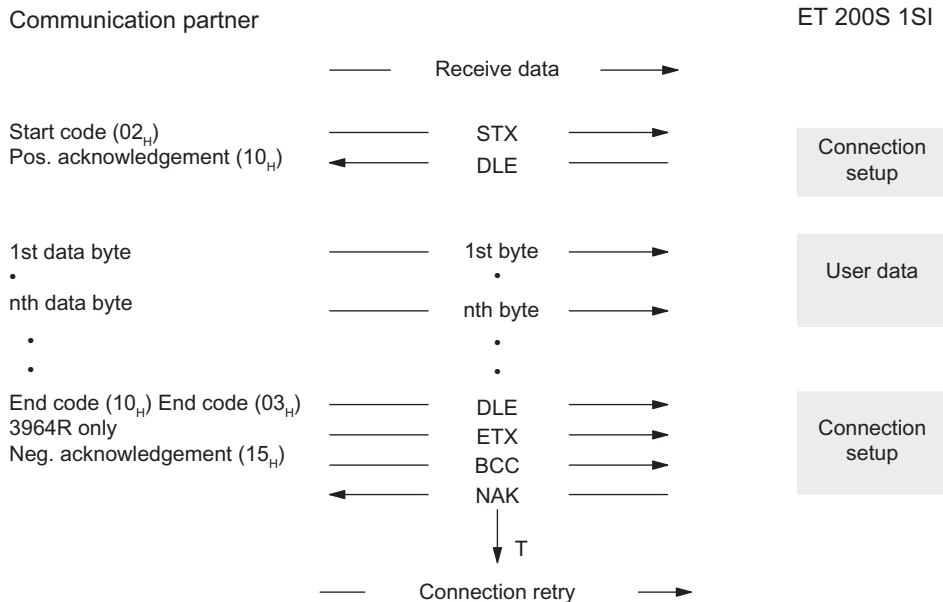 Communication partner ET 200S 1SI
Receive data
Start code (02H) STX
Pos. acknowledgement (10H) DLE
Connection
setup
1st data byte 1st byte
• •
User data
nth data byte nth byte
• •
• •
End code (10H) End code (03H) DLE
3964R only ETX
Connection
setup
Neg. acknowledgement (15H) BCC
NAK
T
Connection retry